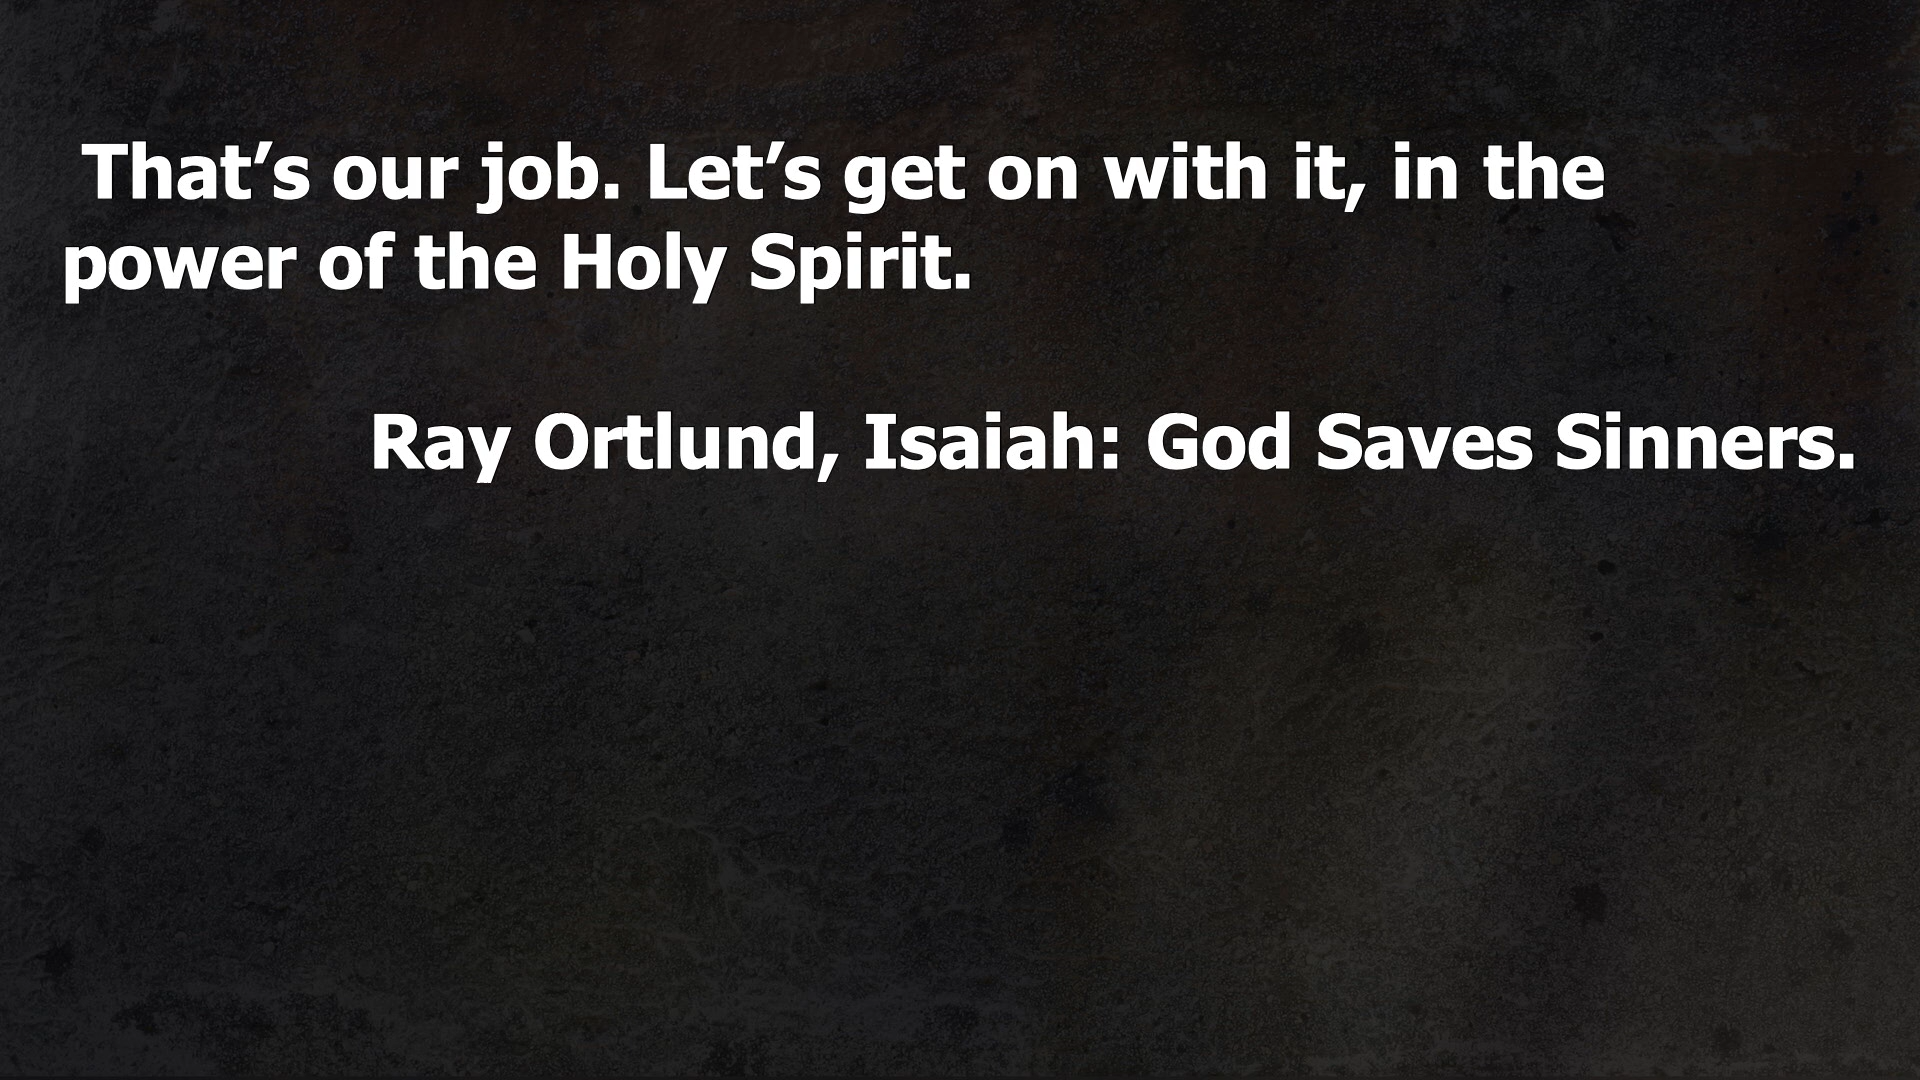 That’s our job. Let’s get on with it, in the
power of the Holy Spirit.
Ray Ortlund, Isaiah: God Saves Sinners.